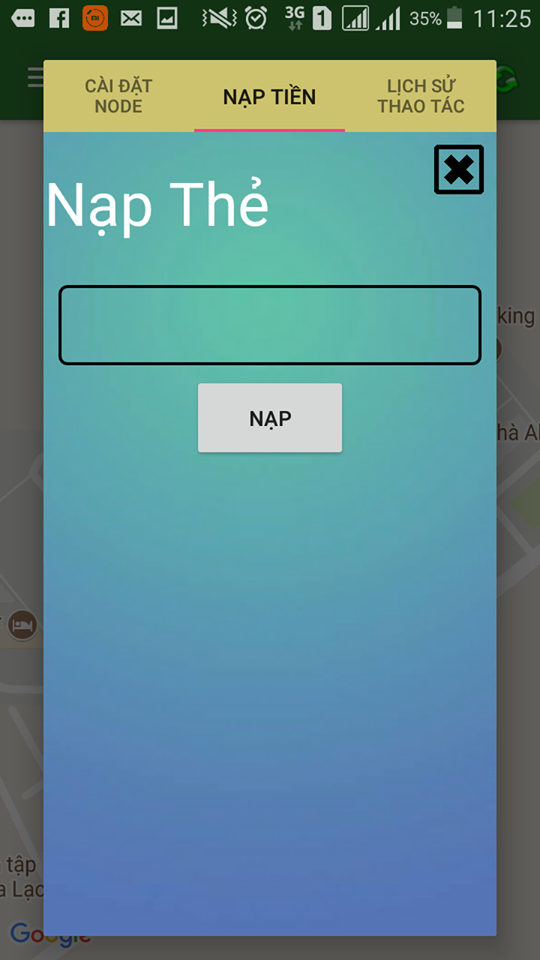 3G
1
35%
11:25
CÀI ĐẶT
NODE
NẠP TIỀN
LỊCH SỬ
THAO TÁC
Nạp Thẻ
king
hà Al
NẠP
tập
a Lạc
Google